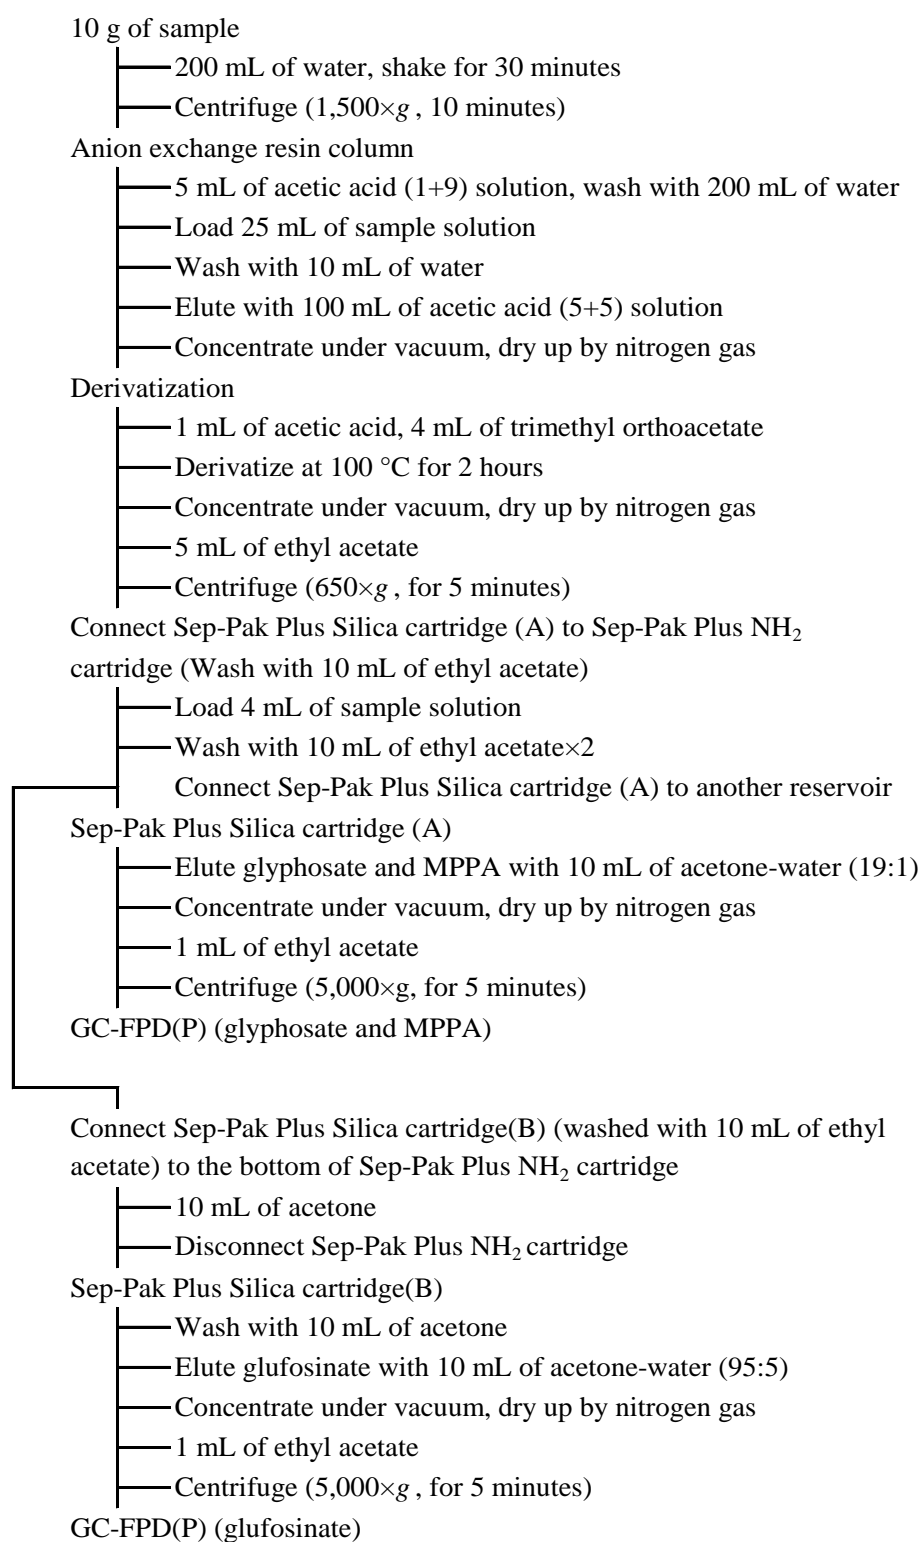 10 g of sample
200 mL of water, shake for 30 minutes
Centrifuge (1,500×g , 10 minutes)
Anion exchange resin column
5 mL of acetic acid (1+9) solution, wash with 200 mL of water
Load 25 mL of sample solution
Wash with 10 mL of water
Elute with 100 mL of acetic acid (5+5) solution
Concentrate under vacuum, dry up by nitrogen gas
Derivatization
1 mL of acetic acid, 4 mL of trimethyl orthoacetate
Derivatize at 100 °C for 2 hours
Concentrate under vacuum, dry up by nitrogen gas
5 mL of ethyl acetate
Centrifuge (650×g , for 5 minutes)
Connect Sep-Pak Plus Silica cartridge (A) to Sep-Pak Plus NH₂
cartridge (Wash with 10 mL of ethyl acetate)
Load 4 mL of sample solution
Wash with 10 mL of ethyl acetate×2
Connect Sep-Pak Plus Silica cartridge (A) to another reservoir
Sep-Pak Plus Silica cartridge (A)
Elute glyphosate and MPPA with 10 mL of acetone-water (19:1)
Concentrate under vacuum, dry up by nitrogen gas
1 mL of ethyl acetate
Centrifuge (5,000×g, for 5 minutes)
GC-FPD(P) (glyphosate and MPPA)
Connect Sep-Pak Plus Silica cartridge(B) (washed with 10 mL of ethyl
acetate) to the bottom of Sep-Pak Plus NH₂ cartridge
10 mL of acetone
Disconnect Sep-Pak Plus NH₂ cartridge
Sep-Pak Plus Silica cartridge(B)
Wash with 10 mL of acetone
Elute glufosinate with 10 mL of acetone-water (95:5)
Concentrate under vacuum, dry up by nitrogen gas
1 mL of ethyl acetate
Centrifuge (5,000×g , for 5 minutes)
GC-FPD(P) (glufosinate)